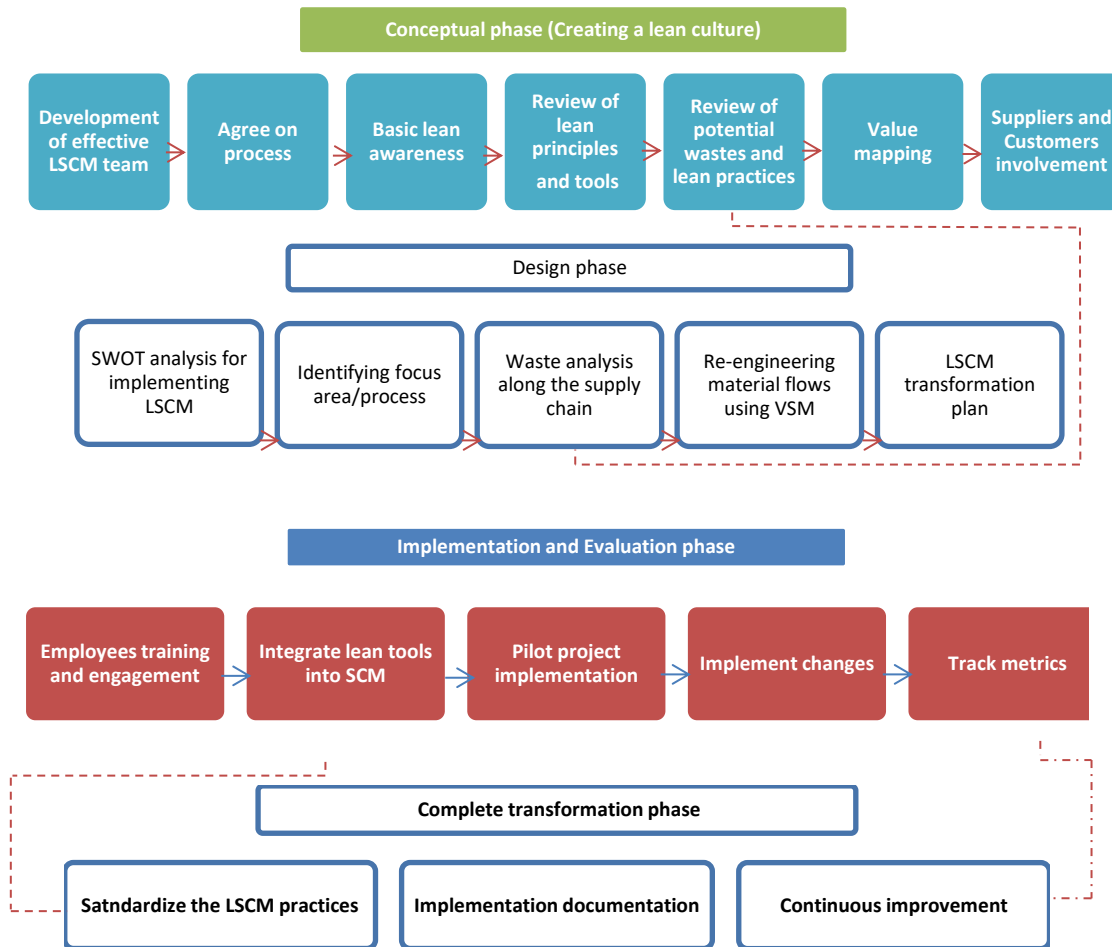 Conceptual phase (Creating a lean culture)
Development
of effective
LSCM team
Agree on
process
Basic lean
awareness
Review of
lean
principles
and tools
Review of
potential
wastes and
lean practices
Value
mapping
Suppliers and
Customers
involvement
Design phase
SWOT analysis for
implementing
LSCM
Identifying focus
area/process
Waste analysis
along the supply
chain
Re-engineering
material flows
using VSM
LSCM
transformation
plan
Implementation and Evaluation phase
Employees training
and engagement
Integrate lean tools
into SCM
Pilot project
implementation
Implement changes
Track metrics
Complete transformation phase
Satndardize the LSCM practices
Implementation documentation
Continuous improvement